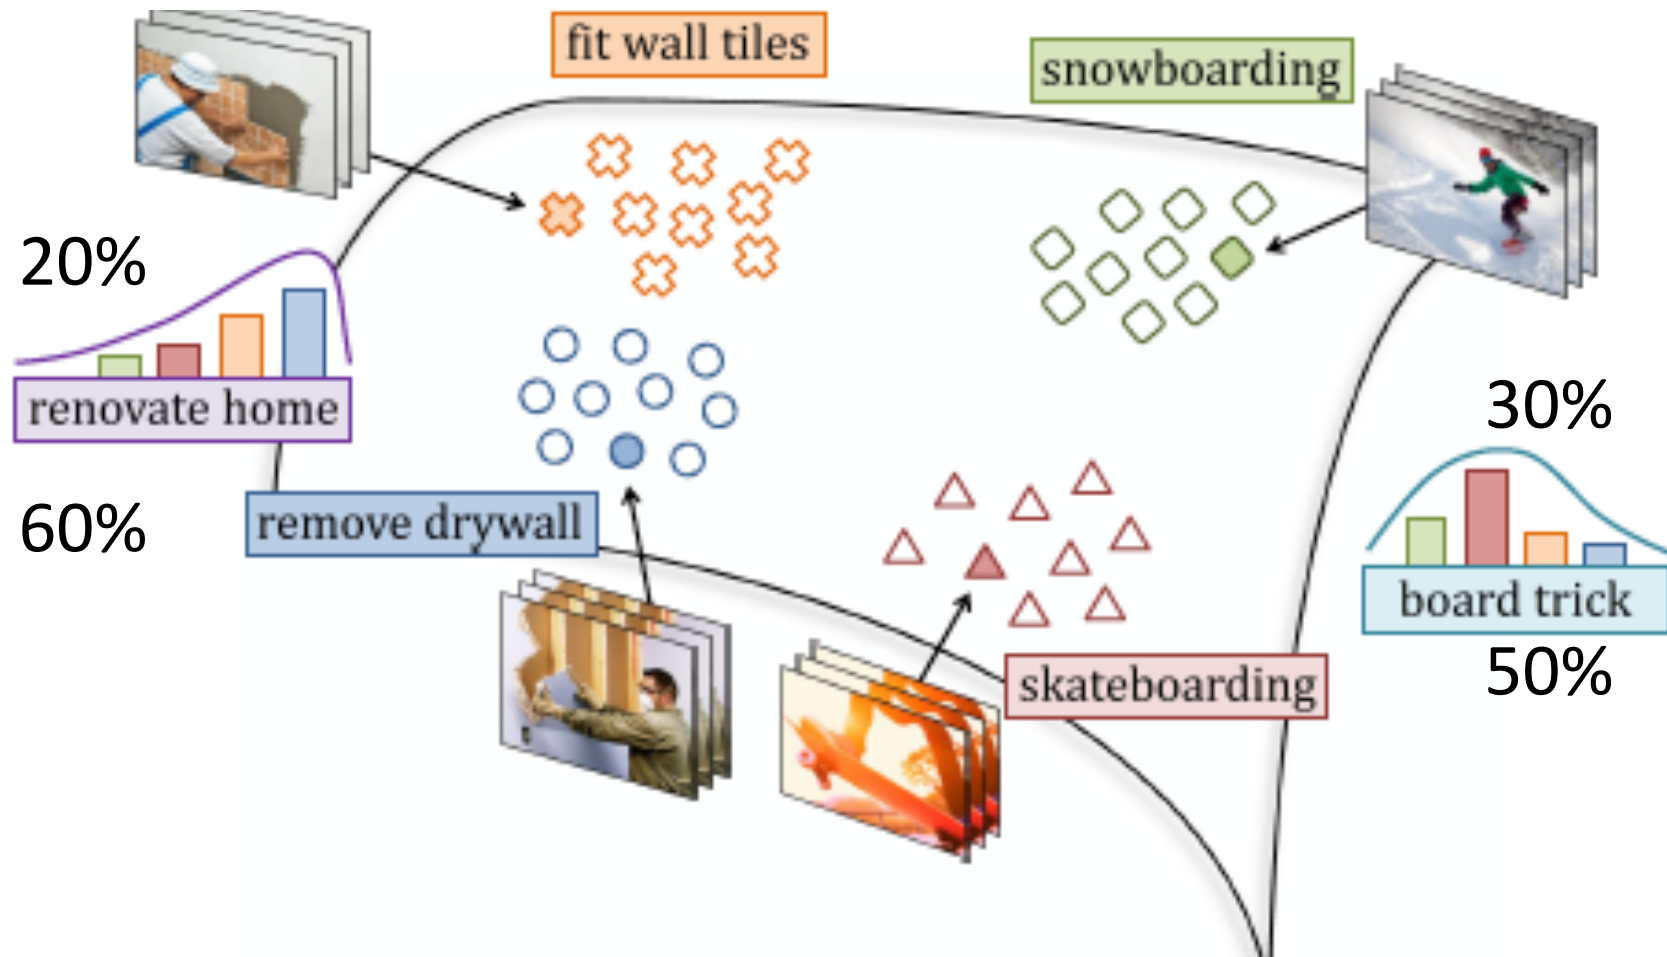 fit wall tiles
snowboarding
20%
renovate home
30%
60%
remove drywall
board trick
skateboarding
50%